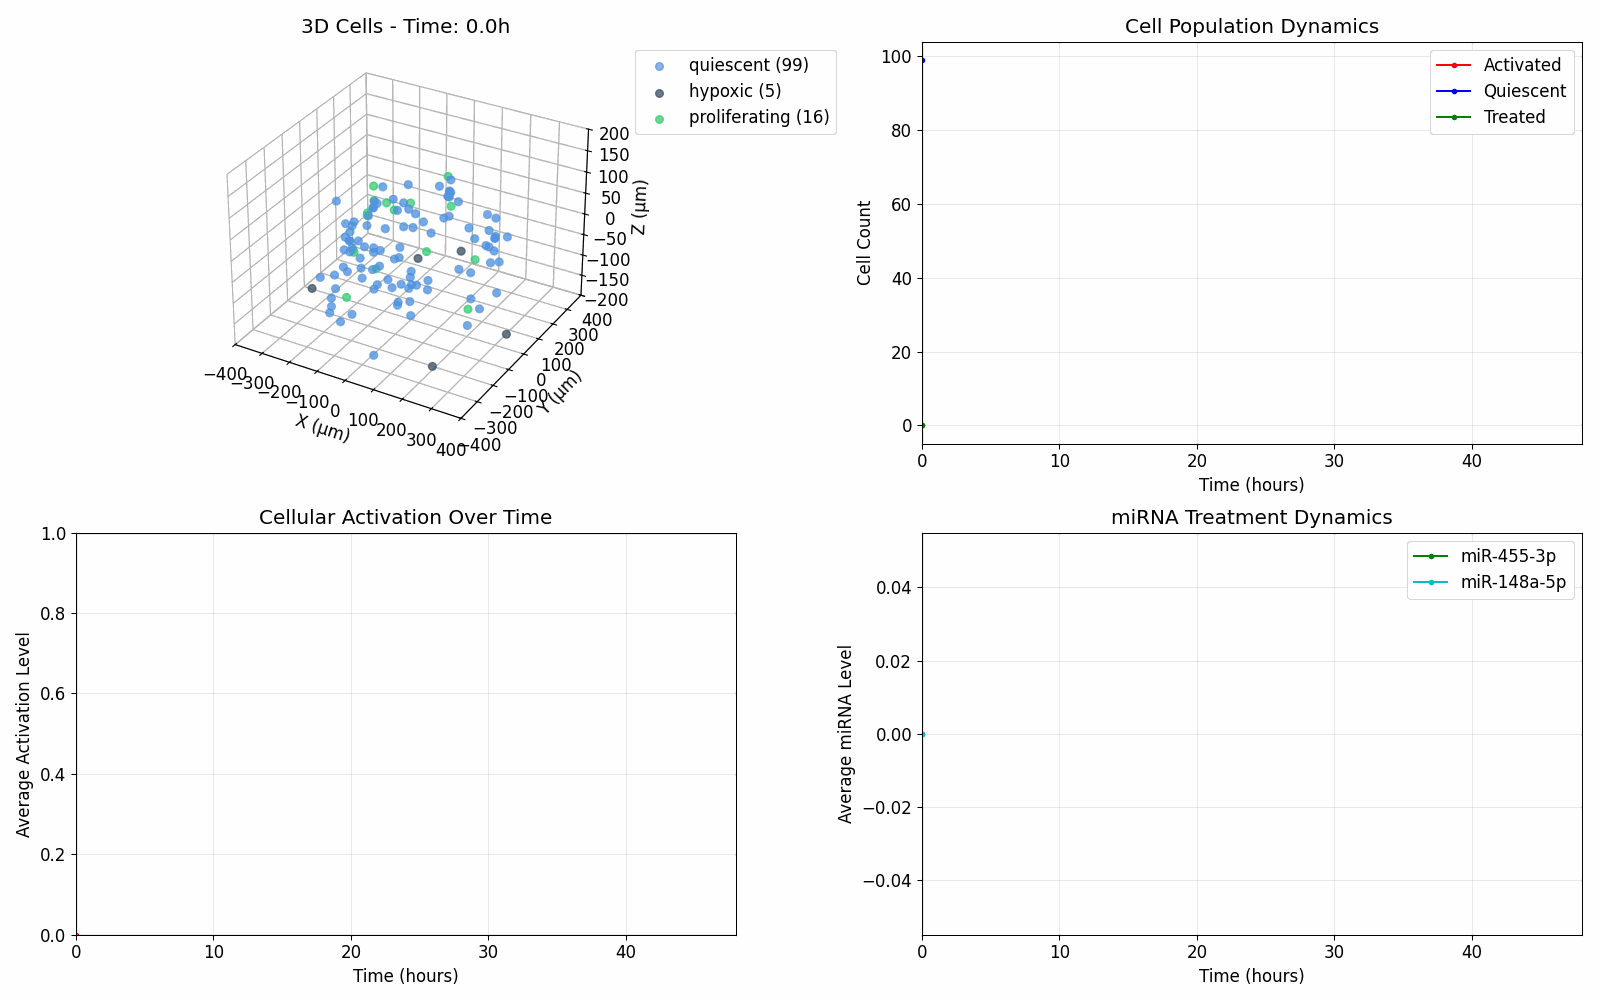 3D Cells - Time: 0.0h
quiescent (99)
hypoxic (5)
proliferating (16)
200
150
100
50
0
−50
−100
−150
−200
Z (μm)
400
300
200
100
0
−100
−200
−300
−400
Y (μm)
−400
−300
−200
−100
0
100
200
300
400
X (μm)
Cell Population Dynamics
Activated
Quiescent
Treated
100
80
60
40
20
0
Cell Count
0 10 20 30 40
Time (hours)
Cellular Activation Over Time
1.0
0.8
0.6
0.4
0.2
0.0
Average Activation Level
0 10 20 30 40
Time (hours)
miRNA Treatment Dynamics
miR-455-3p
miR-148a-5p
0.04
0.02
0.00
−0.02
−0.04
Average miRNA Level
0 10 20 30 40
Time (hours)